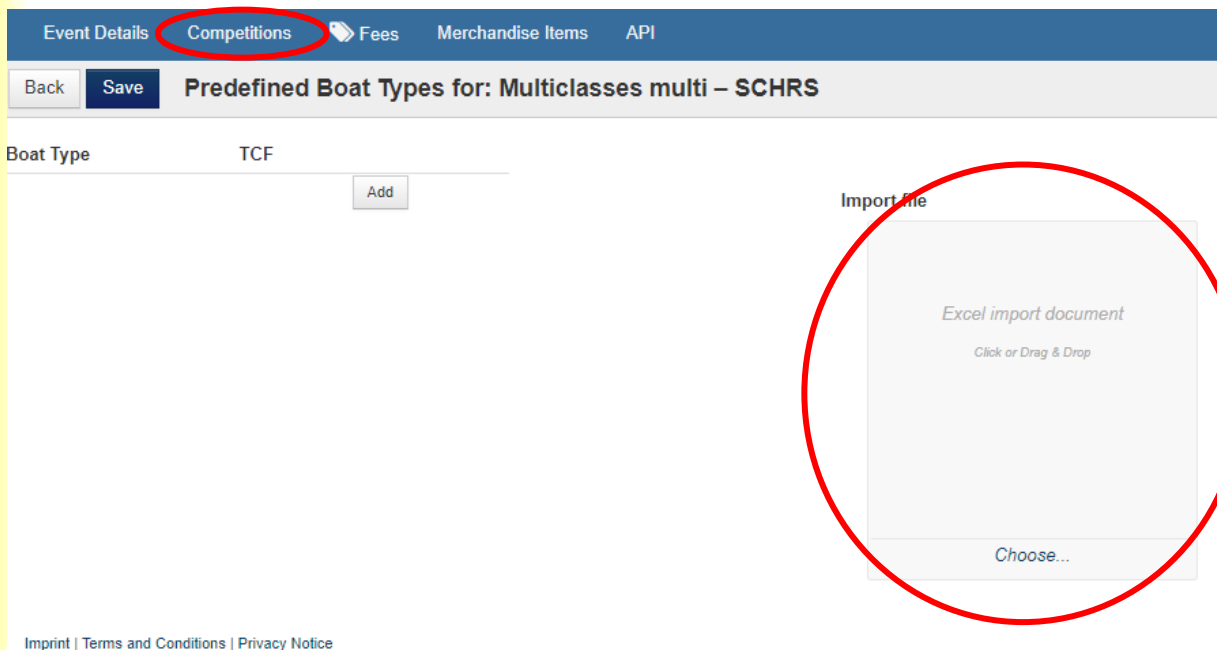 Event Details Competitions Fees Merchandise Items API
Back Save Predefined Boat Types for: Multiclasses multi – SCHRS
Boat Type TCF
Add
Import file
Excel import document
Click or Drag & Drop
Choose...
Imprint | Terms and Conditions | Privacy Notice